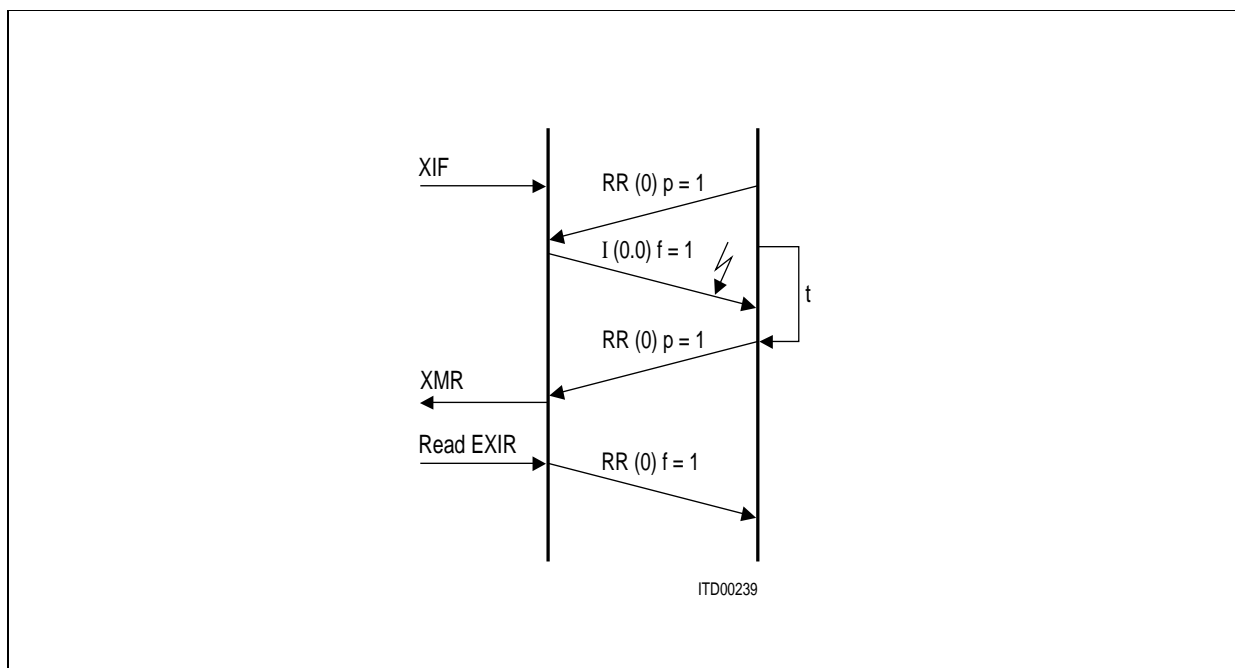 XIF
RR (0) p = 1
I (0.0) f = 1
t
RR (0) p = 1
XMR
Read EXIR
RR (0) f = 1
ITD00239